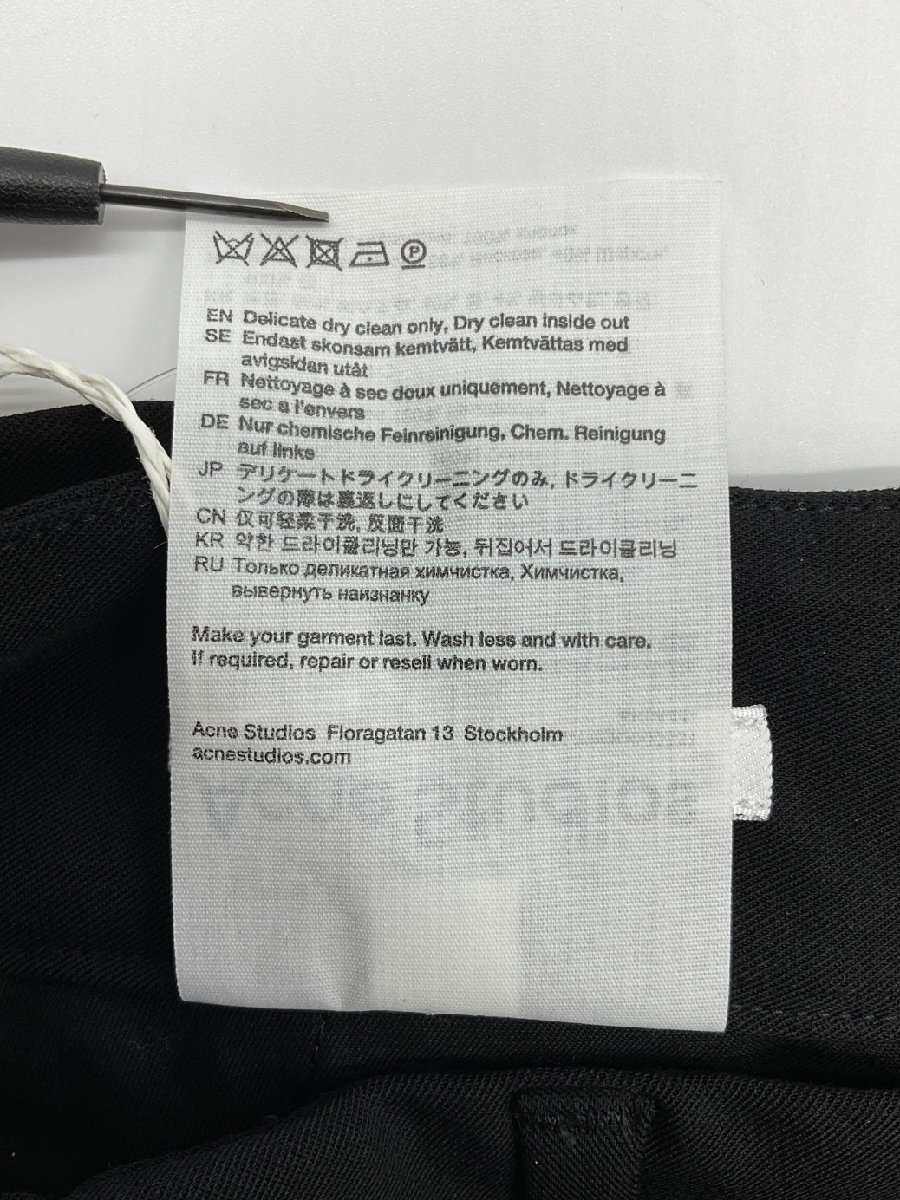 P
EN Delicate dry clean only, Dry clean inside out
SE Endast skonsam kemtvätt, Kemtvättas med
avigsidan utåt
FR Nettoyage à sec doux uniquement, Nettoyage à
sec a l'envers
DE Nur chemische Feinreinigung, Chem. Reinigung
auf links
JP デリケートドライクリーニングのみ, ドライクリーニ
ングの際は裏返しにしてください
CN 仅可轻柔干洗, 反面干洗
KR 약한 드라이클리닝만 가능, 뒤집어서 드라이클리닝
RU Только деликатная химчистка, Химчистка,
вывернуть наизнанку
Make your garment last. Wash less and with care.
If required, repair or resell when worn.
Acne Studios Floragatan 13 Stockholm
acnestudios.com